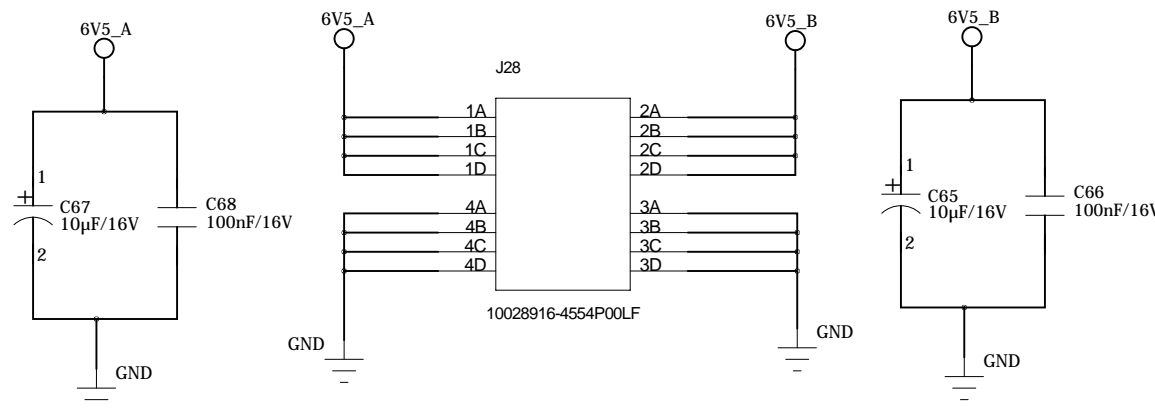 6V5_A
1
+
C67
10µF/16V
2
C68
100nF/16V
GND
6V5_A
6V5_B
J28
1A
1B
1C
1D
4A
4B
4C
4D
2A
2B
2C
2D
3A
3B
3C
3D
10028916-4554P00LF
GND
GND
6V5_B
1
+
C65
10µF/16V
2
C66
100nF/16V
GND